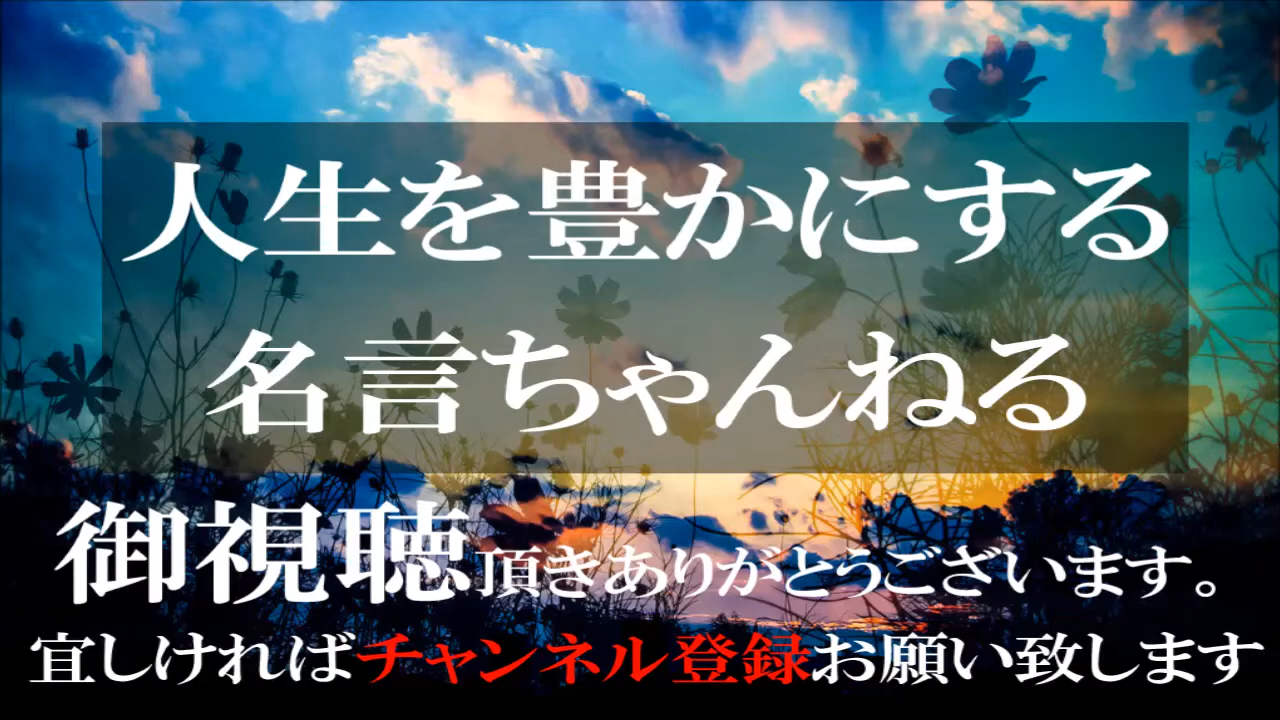 人生を豊かにする
名言ちゃんねる
御視聴頂きありがとうございます。
宜しければチャンネル登録お願い致します